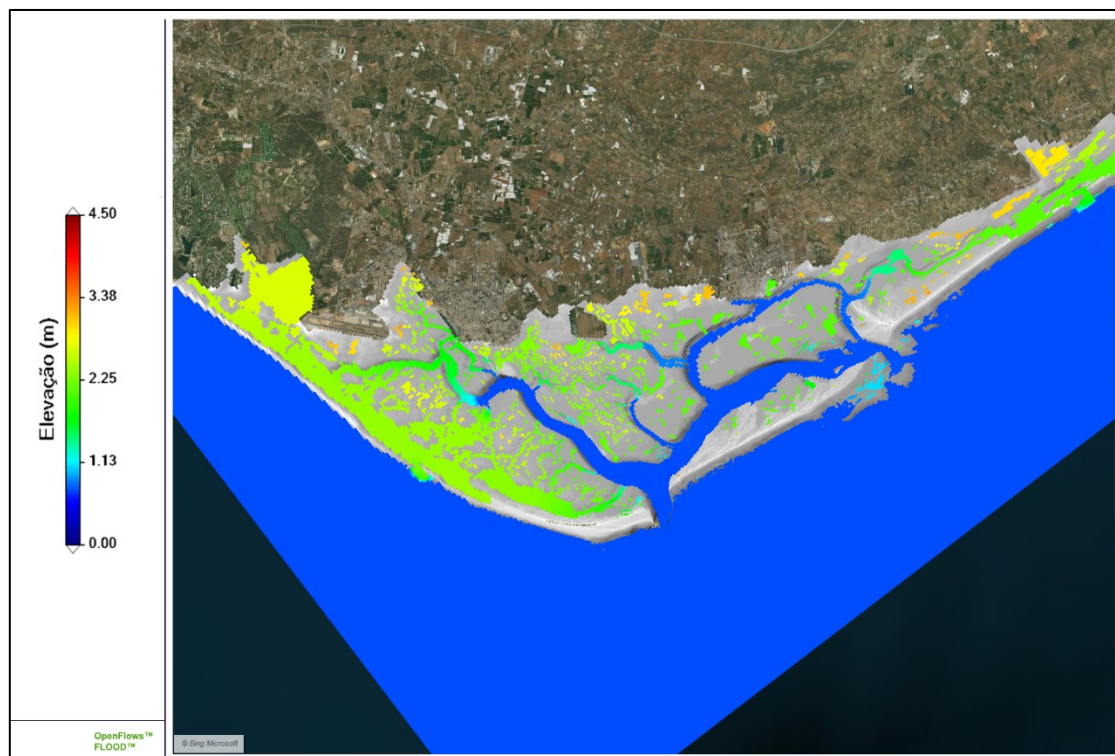 Elevação (m)
4.50
3.38
2.25
1.13
0.00
OpenFlows™
FLOOD™
© Bing Microsoft